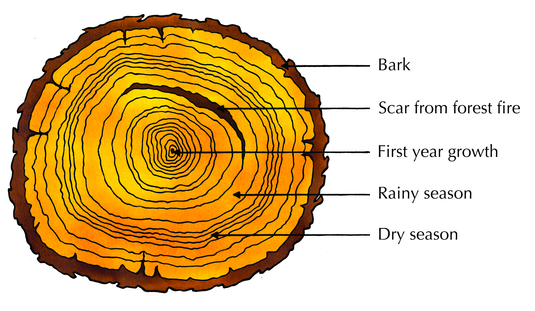 Bark
Scar from forest fire
First year growth
Rainy season
Dry season